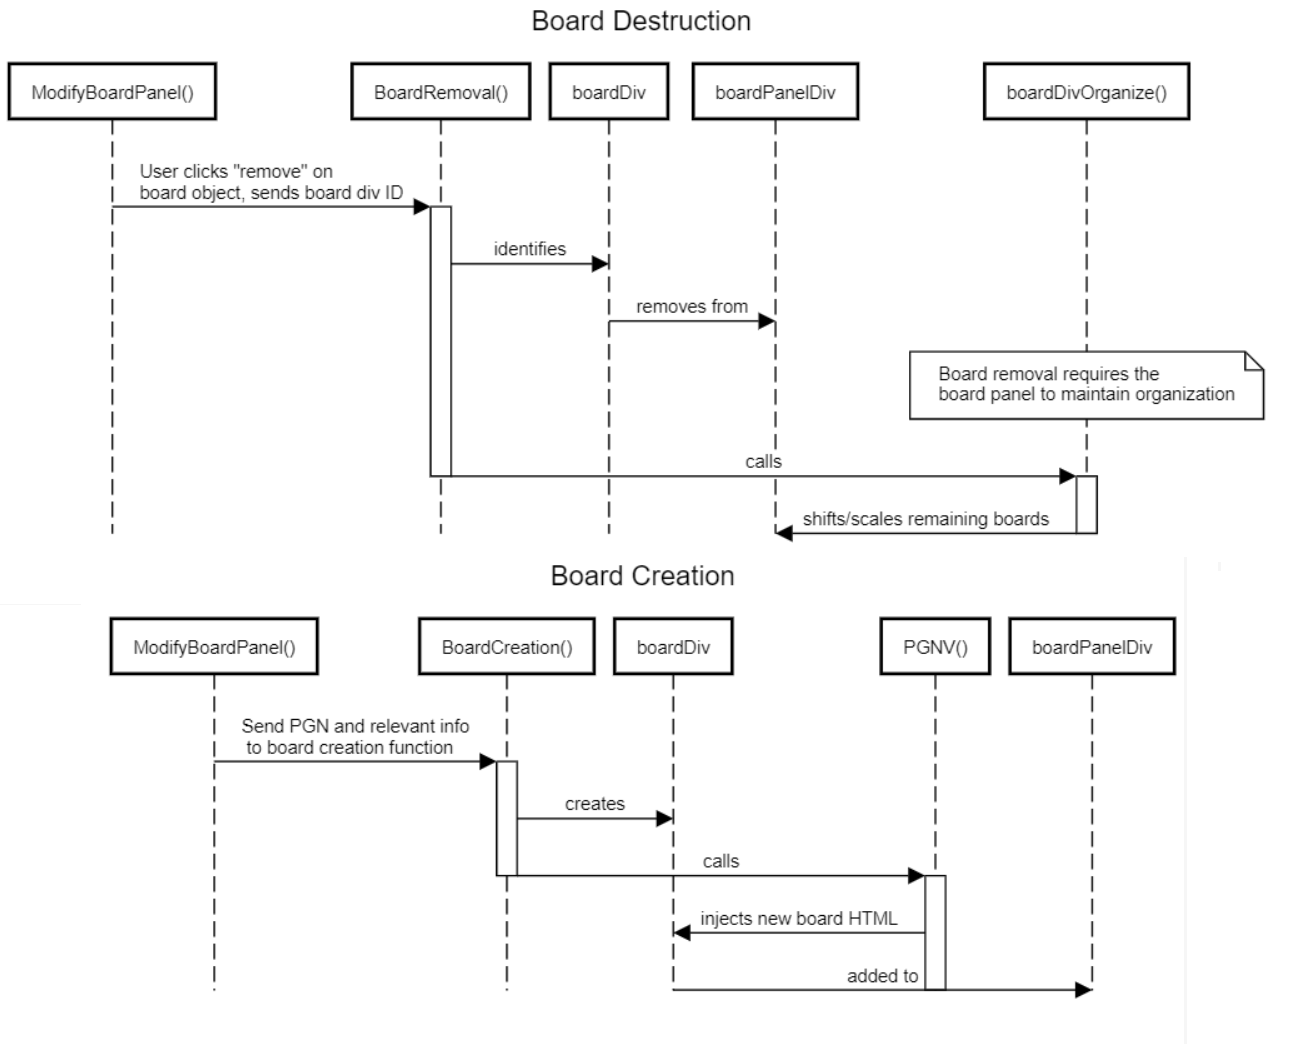 Board Destruction
ModifyBoardPanel()
BoardRemoval()
boardDiv
boardPanelDiv
boardDivOrganize()
User clicks "remove" on
board object, sends board div ID
identifies
removes from
Board removal requires the
board panel to maintain organization
calls
shifts/scales remaining boards
Board Creation
ModifyBoardPanel()
BoardCreation()
boardDiv
PGNV()
boardPanelDiv
Send PGN and relevant info
to board creation function
creates
calls
injects new board HTML
added to